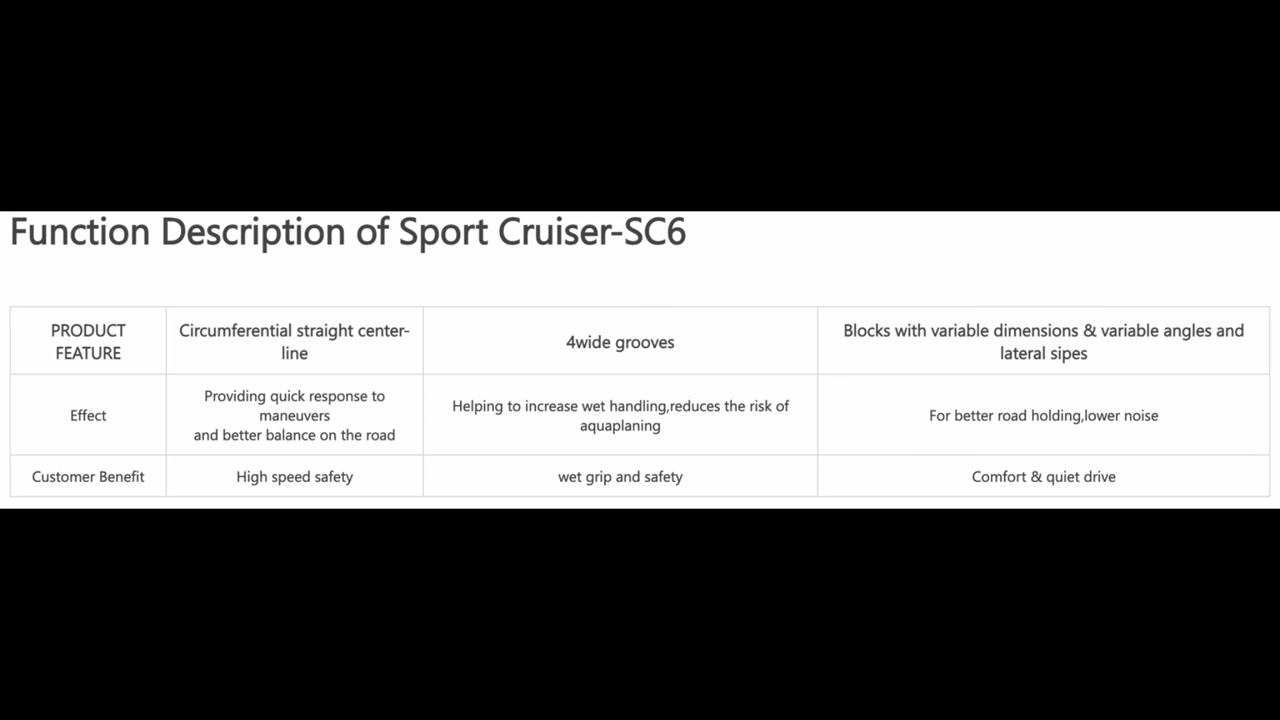 Function Description of Sport Cruiser-SC6
PRODUCT
FEATURE
Circumferential straight center-
line
4wide grooves
Blocks with variable dimensions & variable angles and
lateral sipes
Effect
Providing quick response to
maneuvers
and better balance on the road
Helping to increase wet handling,reduces the risk of
aquaplaning
For better road holding,lower noise
Customer Benefit
High speed safety
wet grip and safety
Comfort & quiet drive